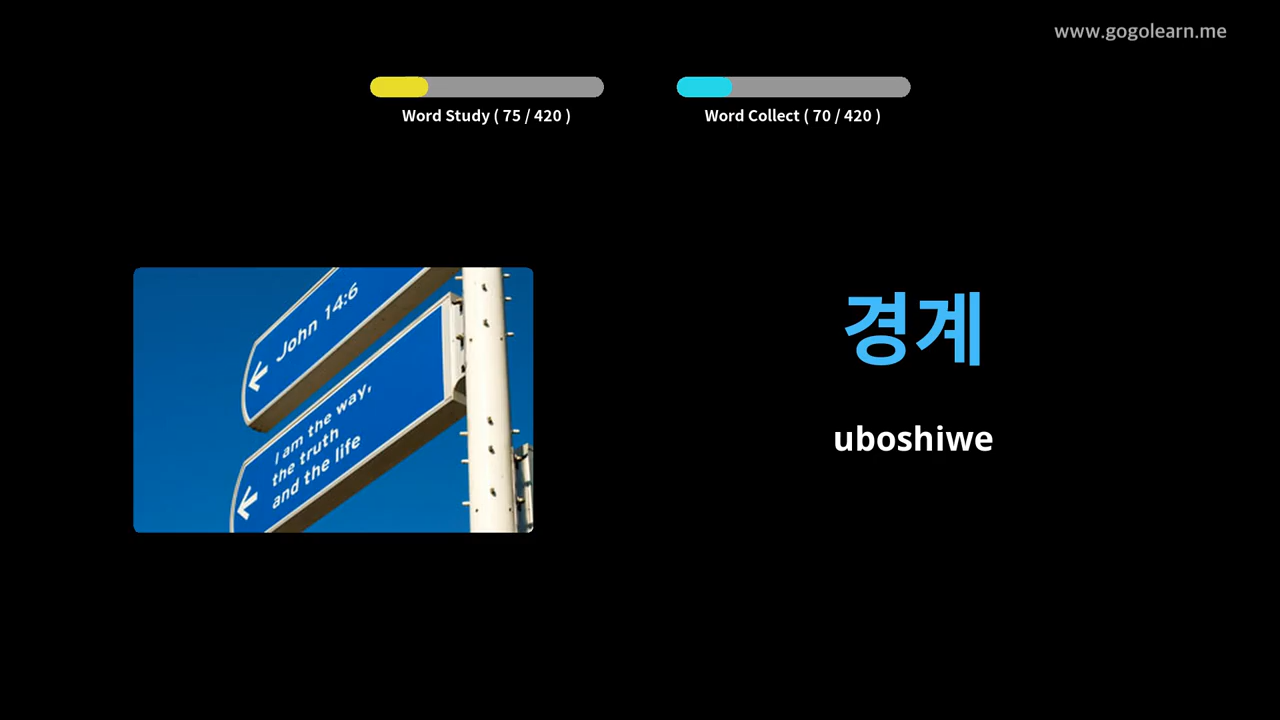 www.gogolearn.me
Word Study ( 75 / 420 )
Word Collect ( 70 / 420 )
John 14:6
I am the way,
the truth
and the life
경계
uboshiwe